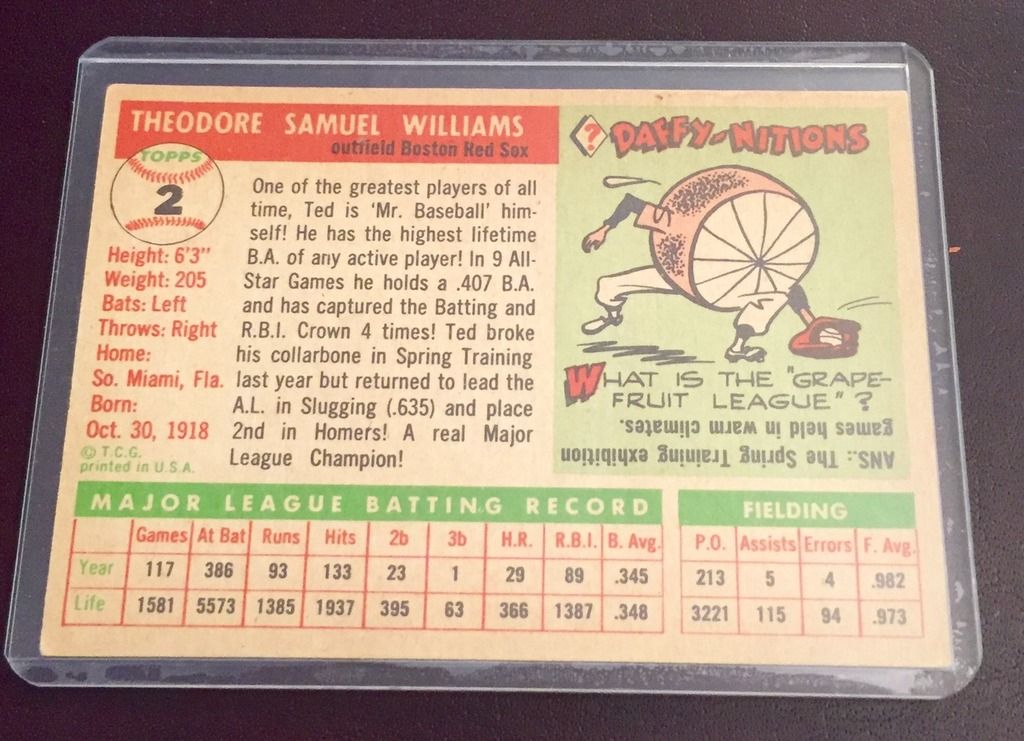 THEODORE SAMUEL WILLIAMS
outfield Boston Red Sox
TOPPS
2
Height: 6'3"
Weight: 205
Bats: Left
Throws: Right
Home:
So. Miami, Fla.
Born:
Oct. 30, 1918
© T.C.G.
printed in U.S.A.
One of the greatest players of all
time, Ted is 'Mr. Baseball' him-
self! He has the highest lifetime
B.A. of any active player! In 9 All-
Star Games he holds a .407 B.A.
and has captured the Batting and
R.B.I. Crown 4 times! Ted broke
his collarbone in Spring Training
last year but returned to lead the
A.L. in Slugging (.635) and place
2nd in Homers! A real Major
League Champion!
? DAFFY-NITIONS
WHAT IS THE "GRAPE-
FRUIT LEAGUE"?
ANS.: The Spring Training exhibition
games held in warm climates.
MAJOR LEAGUE BATTING RECORD
Games At Bat Runs Hits 2b 3b H.R. R.B.I. B. Avg.
Year 117 386 93 133 23 1 29 89 .345
Life 1581 5573 1385 1937 395 63 366 1387 .348
FIELDING
P.O. Assists Errors F. Avg.
213 5 4 .982
3221 115 94 .973